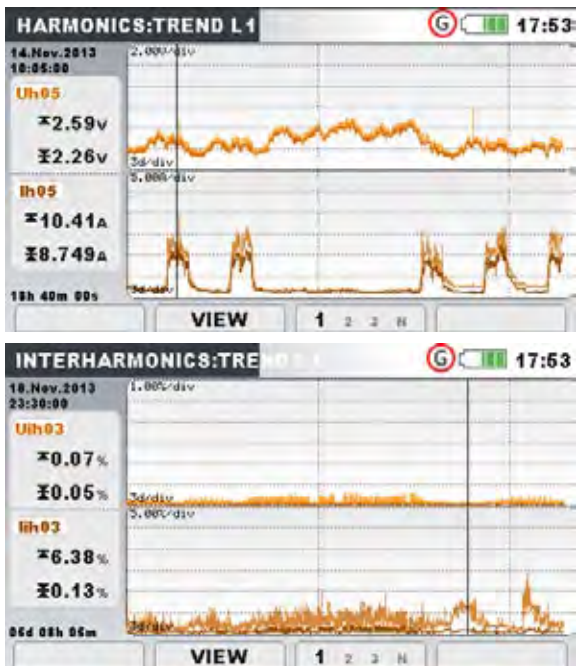 HARMONICS:TREND L1
G 17:53
14.Nov.2013
10:05:00
2.00V/div
Uh05
2.59V
2.26V
3d/div
5.00A/div
Ih05
10.41A
8.749A
3d/div
18h 40m 00s
VIEW
1 2 3 N
INTERHARMONICS:TRE
G 17:53
18.Nov.2013
23:30:00
1.00%/div
Uih03
0.07%
0.05%
3d/div
5.00%/div
Iih03
6.38%
0.13%
3d/div
06d 08h 05m
VIEW
1 2 3 N